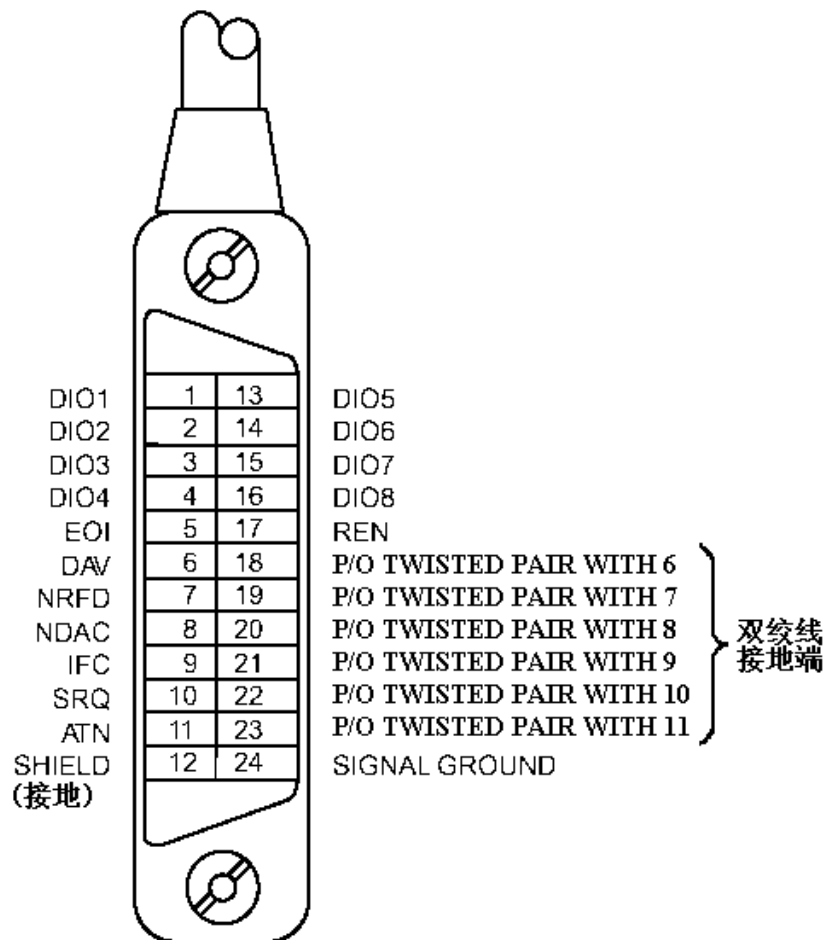 DIO1 1 13 DIO5
DIO2 2 14 DIO6
DIO3 3 15 DIO7
DIO4 4 16 DIO8
EOI 5 17 REN
DAV 6 18 P/O TWISTED PAIR WITH 6
NRFD 7 19 P/O TWISTED PAIR WITH 7
NDAC 8 20 P/O TWISTED PAIR WITH 8
IFC 9 21 P/O TWISTED PAIR WITH 9
SRQ 10 22 P/O TWISTED PAIR WITH 10
ATN 11 23 P/O TWISTED PAIR WITH 11
SHIELD 12 24 SIGNAL GROUND
(接地)
双绞线
接地端